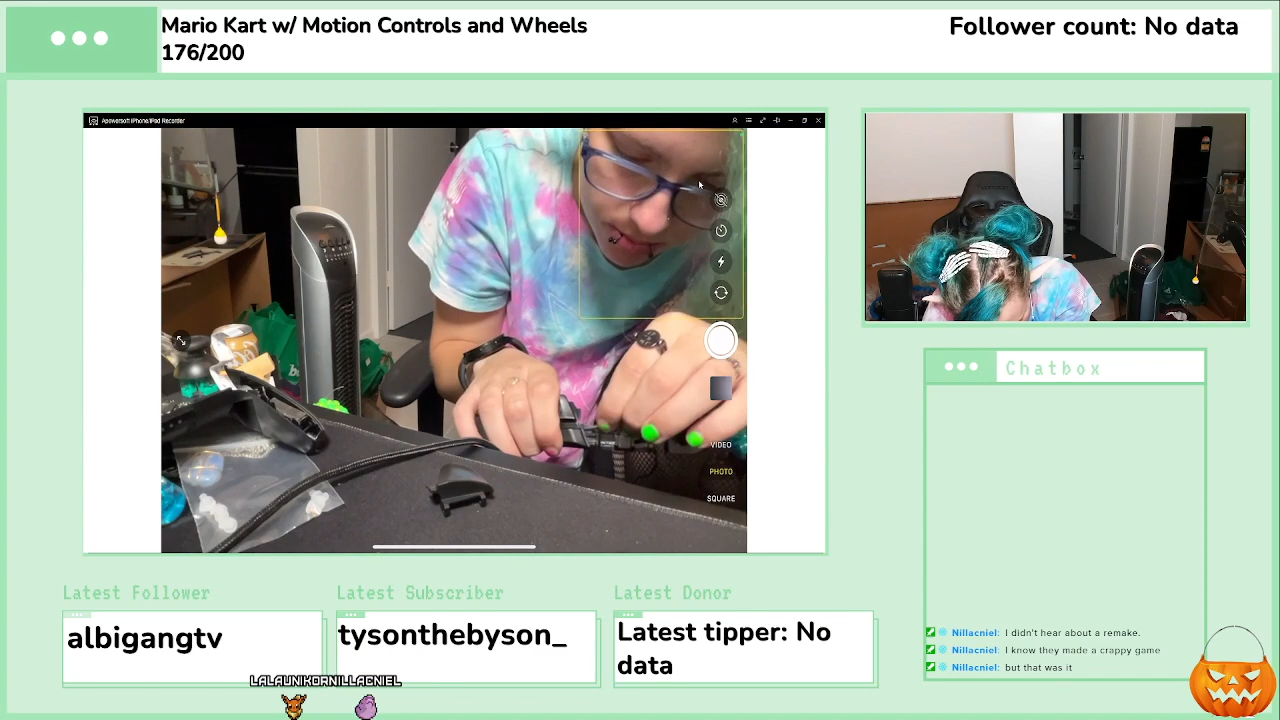 Mario Kart w/ Motion Controls and Wheels
176/200
Follower count: No data
Apowersoft iPhone/iPad Recorder
VIDEO
PHOTO
SQUARE
Chatbox
Nillacniel: I didn't hear about a remake.
Nillacniel: I know they made a crappy game
Nillacniel: but that was it
Latest Follower
albigangtv
Latest Subscriber
tysonthebyson_
Latest Donor
Latest tipper: No
data
LALAUNIKORNILLACNIEL